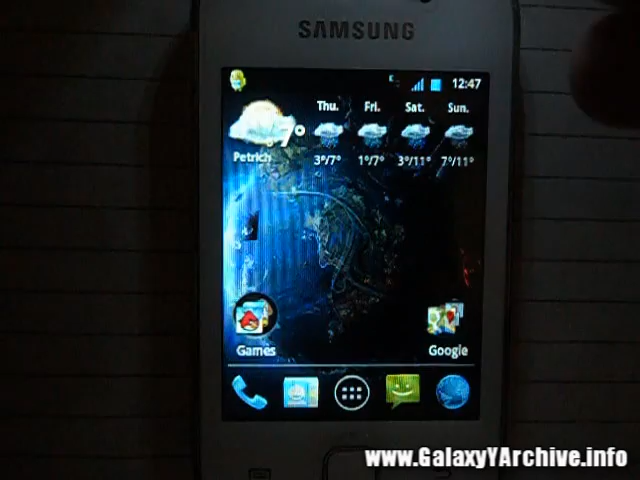 SAMSUNG
12:47
Thu. Fri. Sat. Sun.
7°
Petrich 3°/7° 1°/7° 3°/11° 7°/11°
Games Google
www.GalaxyYArchive.info